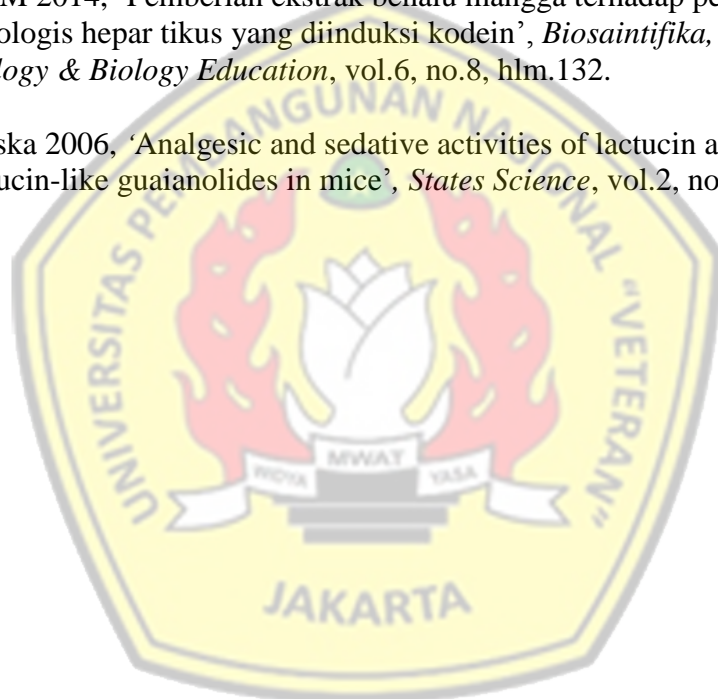 M 2014, ‘Pemberian ekstrak benalu mangga terhadap
ologis hepar tikus yang diinduksi kodein’, Biosaintifika,
logy & Biology Education, vol.6, no.8, hlm.132.
ska 2006, ‘Analgesic and sedative activities of lactucin a
ucin-like guaianolides in mice’, States Science, vol.2, no
UNIVERSITAS PEMBANGUNAN NASIONAL "VETERAN"
WIDYA MWAT YASA
JAKARTA